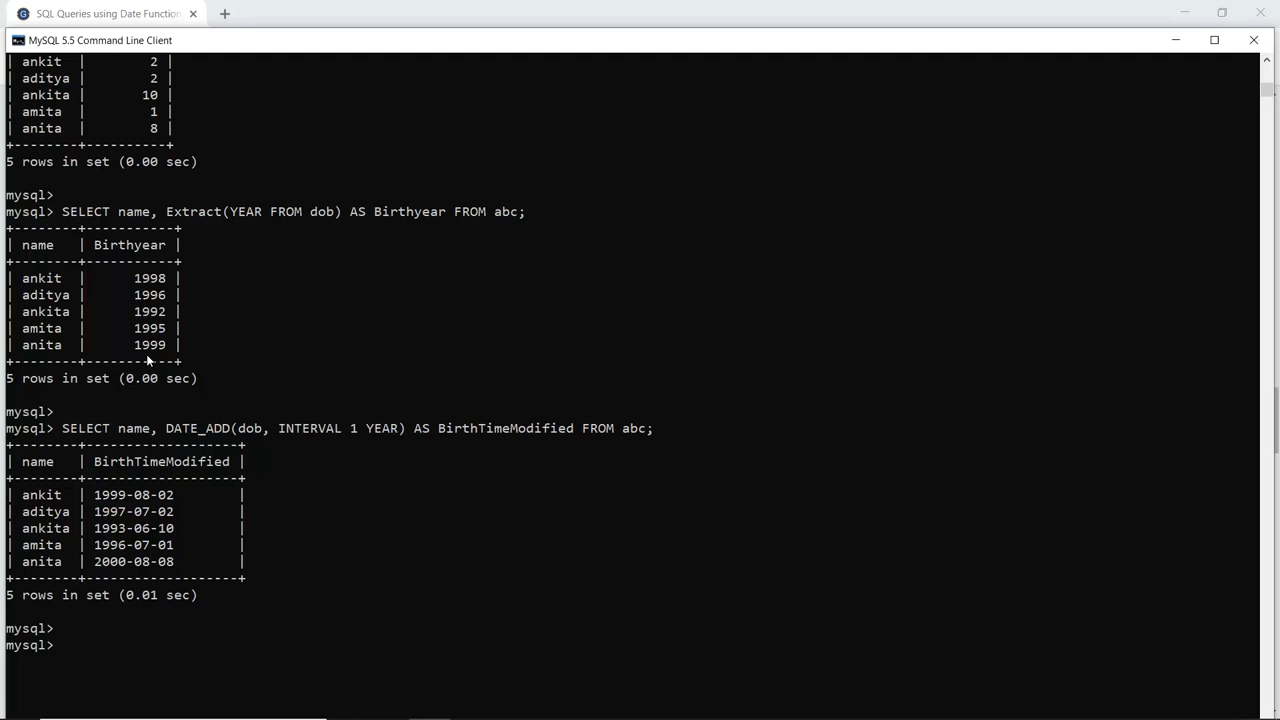 SQL Queries using Date Function
MySQL 5.5 Command Line Client
| ankit  |        2 |
| aditya |        2 |
| ankita |       10 |
| amita  |        1 |
| anita  |        8 |
+--------+----------+
5 rows in set (0.00 sec)
mysql>
mysql> SELECT name, Extract(YEAR FROM dob) AS Birthyear FROM abc;
+--------+-----------+
| name   | Birthyear |
+--------+-----------+
| ankit  |      1998 |
| aditya |      1996 |
| ankita |      1992 |
| amita  |      1995 |
| anita  |      1999 |
+--------+-----------+
5 rows in set (0.00 sec)
mysql>
mysql> SELECT name, DATE_ADD(dob, INTERVAL 1 YEAR) AS BirthTimeModified FROM abc;
+--------+-------------------+
| name   | BirthTimeModified |
+--------+-------------------+
| ankit  | 1999-08-02        |
| aditya | 1997-07-02        |
| ankita | 1993-06-10        |
| amita  | 1996-07-01        |
| anita  | 2000-08-08        |
+--------+-------------------+
5 rows in set (0.01 sec)
mysql>
mysql>